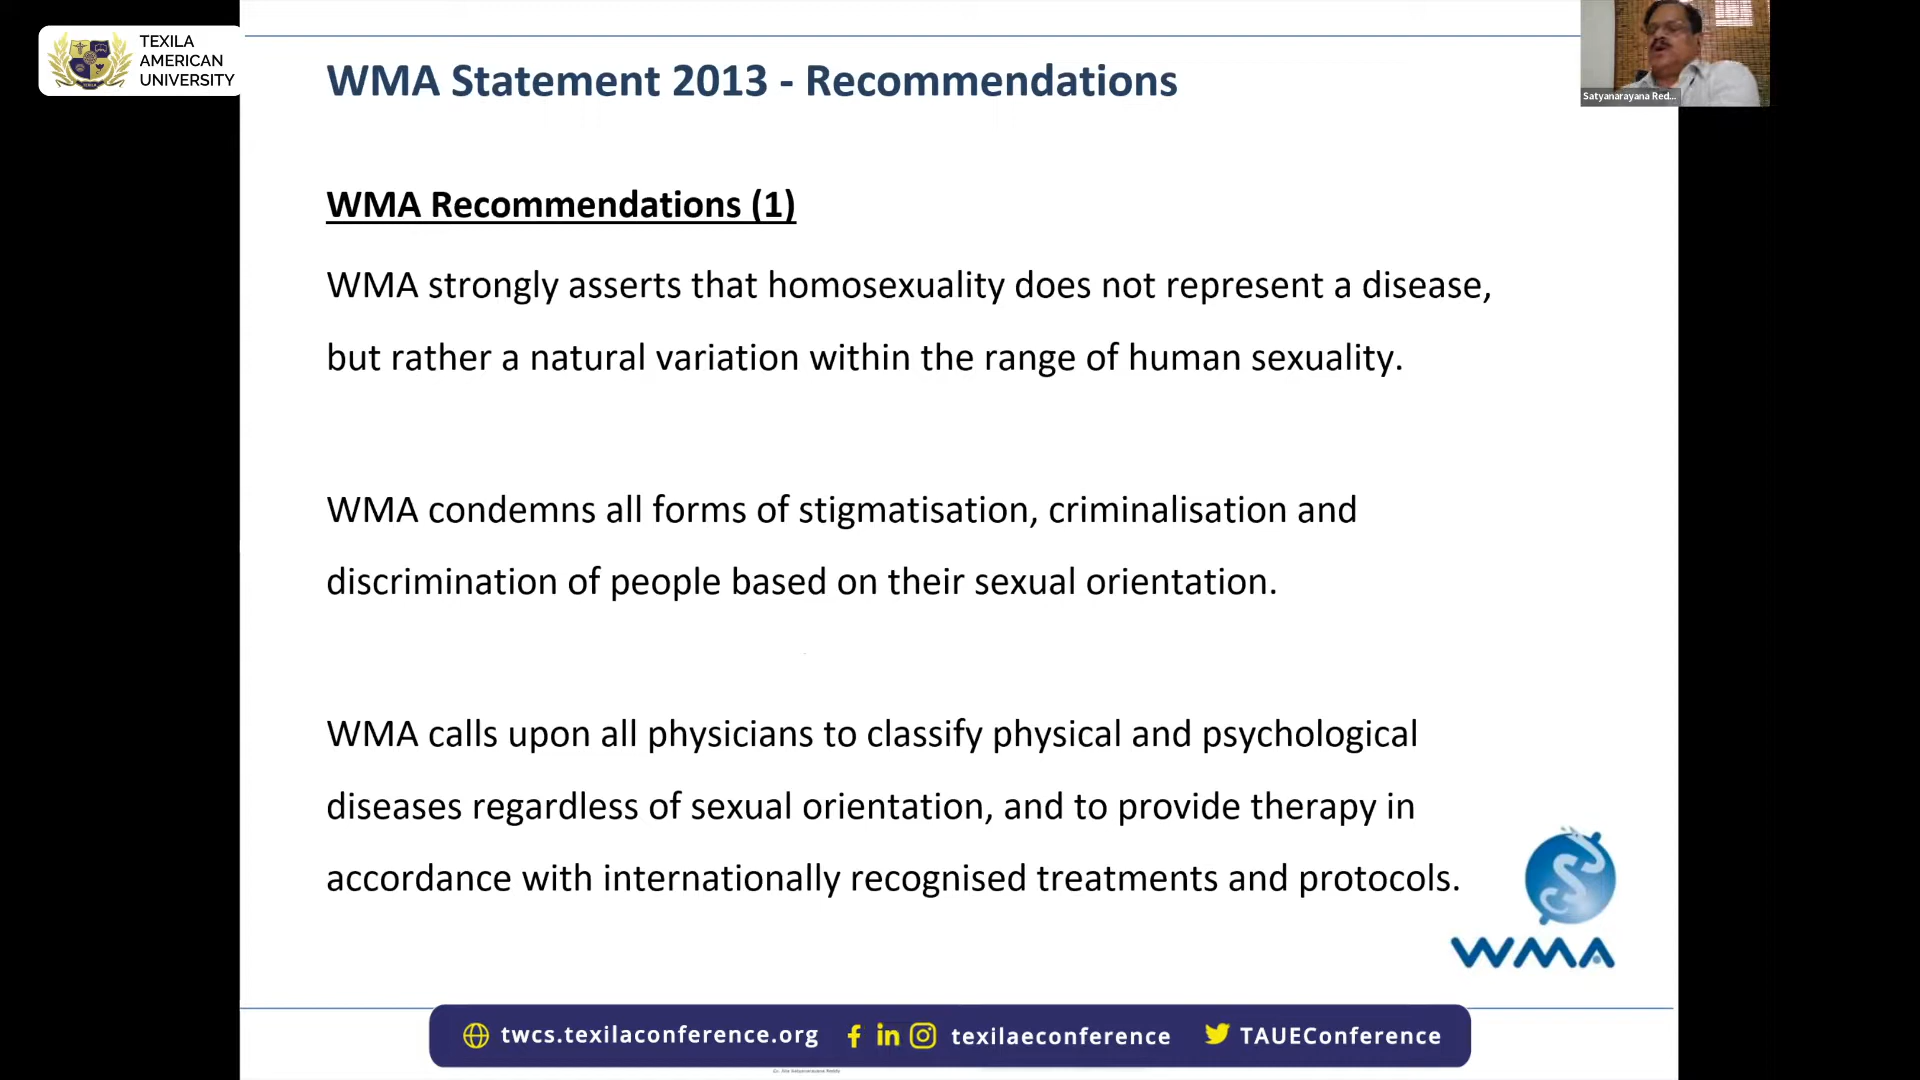 TEXILA
AMERICAN
UNIVERSITY
WMA Statement 2013 - Recommendations
Satyanarayana Red...
WMA Recommendations (1)
WMA strongly asserts that homosexuality does not represent a disease,
but rather a natural variation within the range of human sexuality.
WMA condemns all forms of stigmatisation, criminalisation and
discrimination of people based on their sexual orientation.
WMA calls upon all physicians to classify physical and psychological
diseases regardless of sexual orientation, and to provide therapy in
accordance with internationally recognised treatments and protocols.
WMA
twcs.texilaconference.org texilaeconference TAUEConference